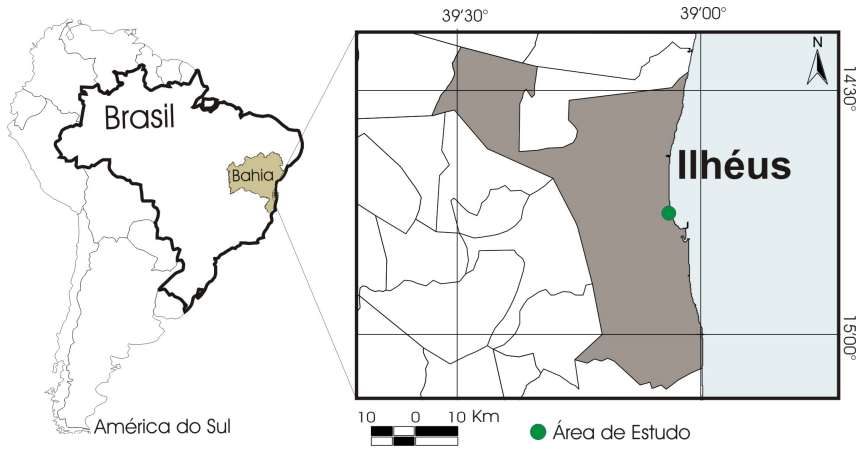 39'30° 39'00°
N
14'30°
Brasil
Bahia
Ilhéus
15'00°
América do Sul
10 0 10 Km
Área de Estudo